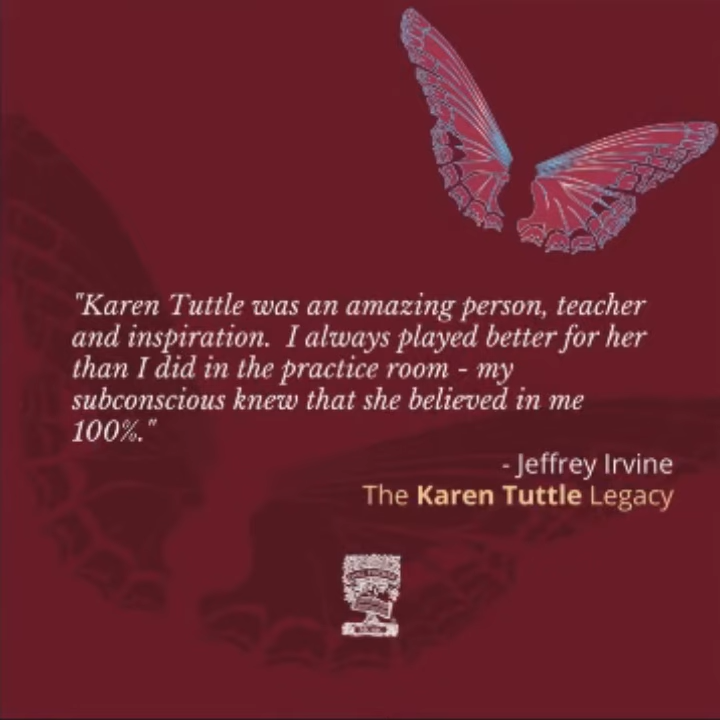 "Karen Tuttle was an amazing person, teacher
and inspiration.  I always played better for her
than I did in the practice room - my
subconscious knew that she believed in me
100%."
- Jeffrey Irvine
The Karen Tuttle Legacy